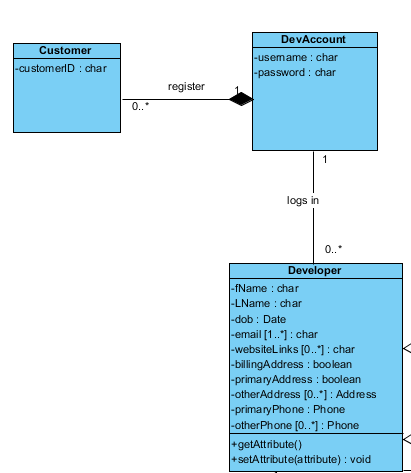 Customer
-customerID : char
DevAccount
-username : char
-password : char
register
1
0..*
1
logs in
0..*
Developer
-fName : char
-LName : char
-dob : Date
-email [1..*] : char
-websiteLinks [0..*] : char
-billingAddress : boolean
-primaryAddress : boolean
-otherAddress [0..*] : Address
-primaryPhone : Phone
-otherPhone [0..*] : Phone
+getAttribute()
+setAttribute(attribute) : void